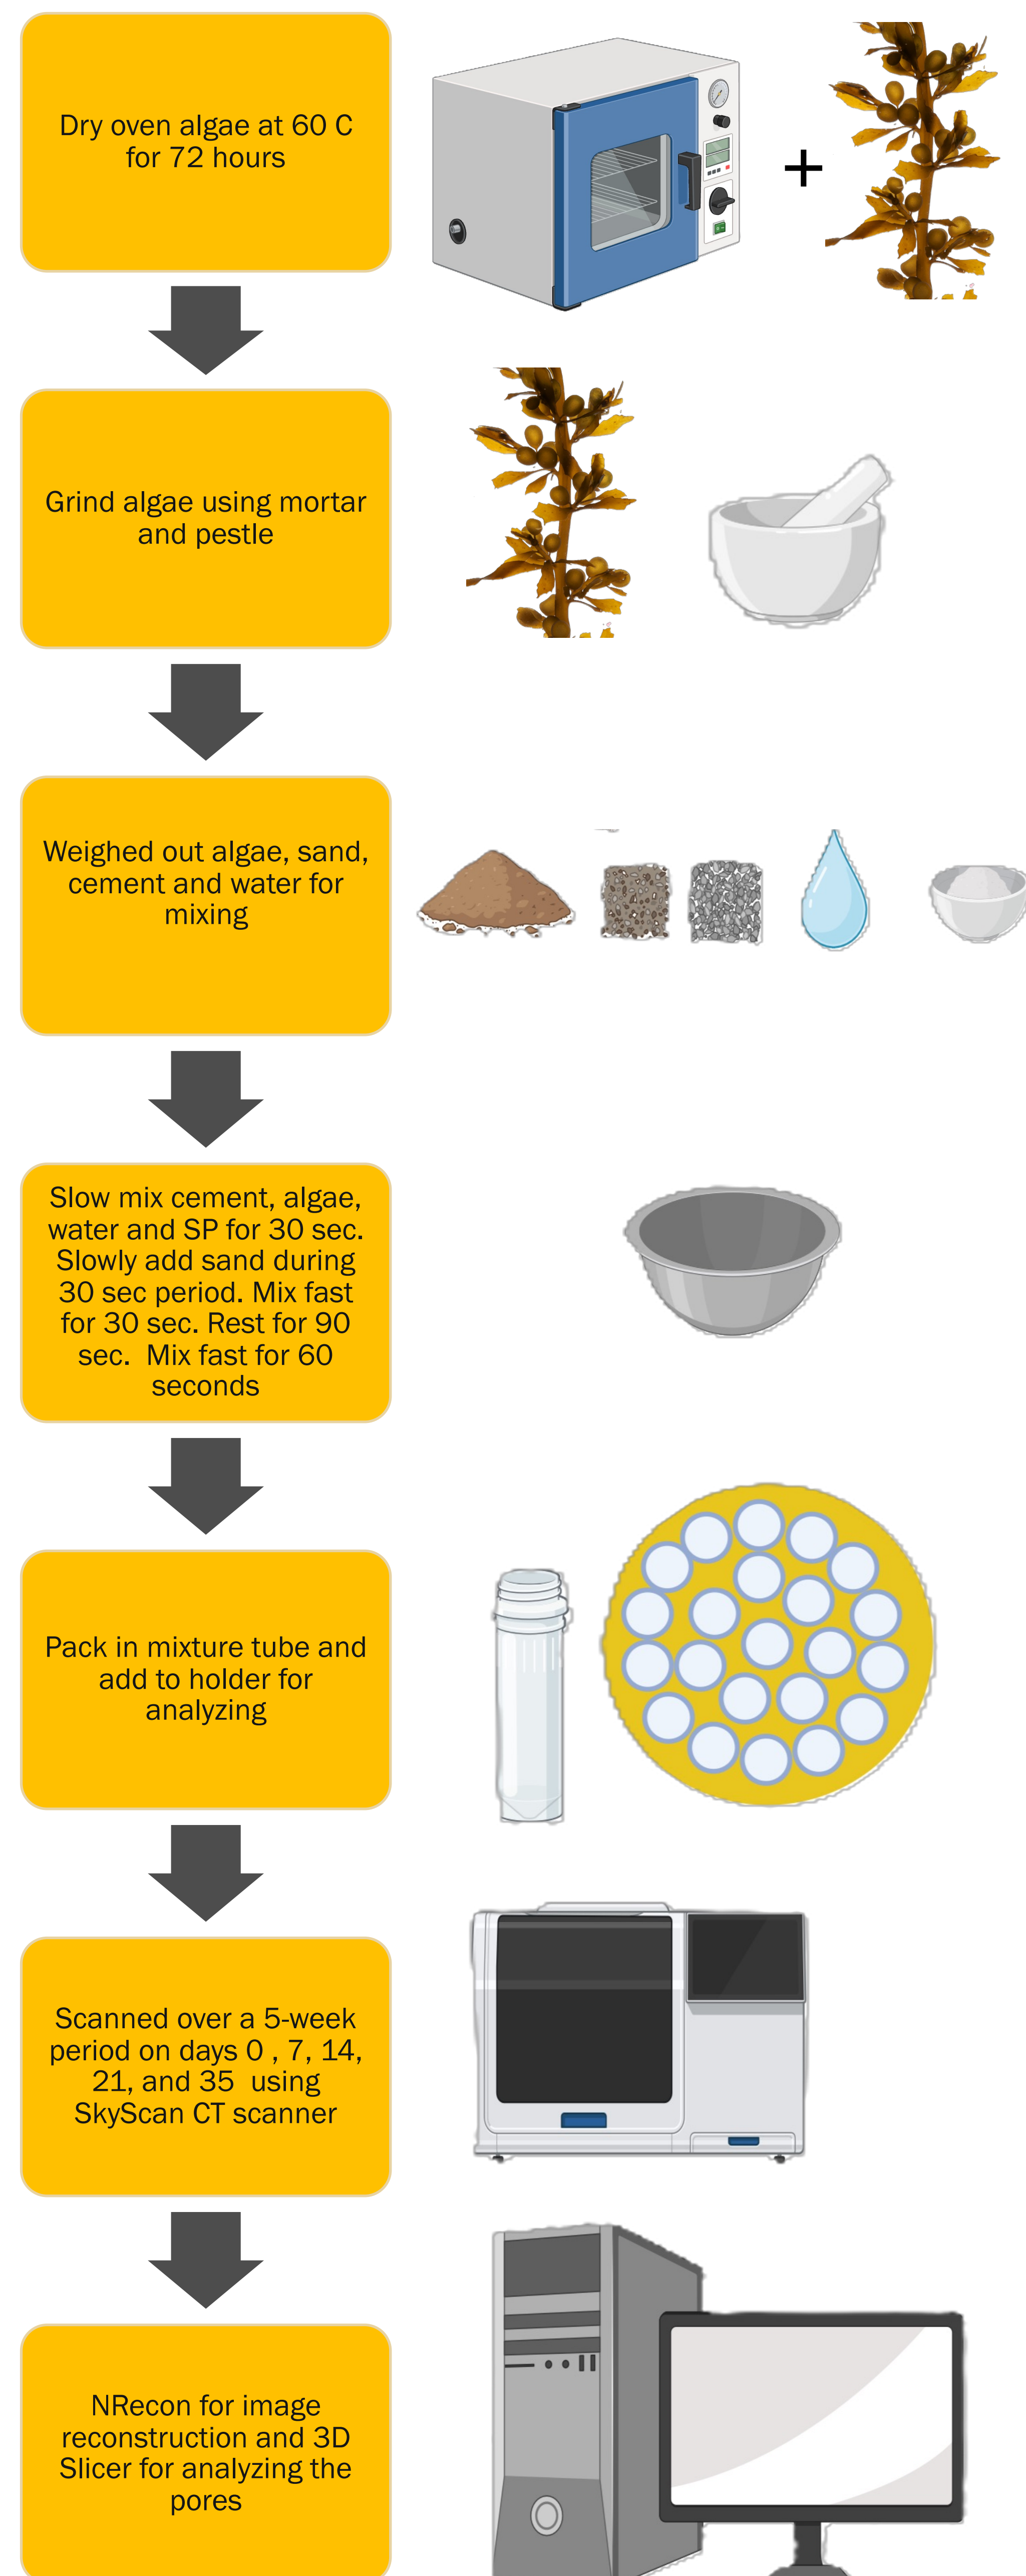 Dry oven algae at 60 C
for 72 hours
+
Grind algae using mortar
and pestle
Weighed out algae, sand,
cement and water for
mixing
Slow mix cement, algae,
water and SP for 30 sec.
Slowly add sand during
30 sec period. Mix fast
for 30 sec. Rest for 90
sec.  Mix fast for 60
seconds
Pack in mixture tube and
add to holder for
analyzing
Scanned over a 5-week
period on days 0 , 7, 14,
21, and 35  using
SkyScan CT scanner
NRecon for image
reconstruction and 3D
Slicer for analyzing the
pores